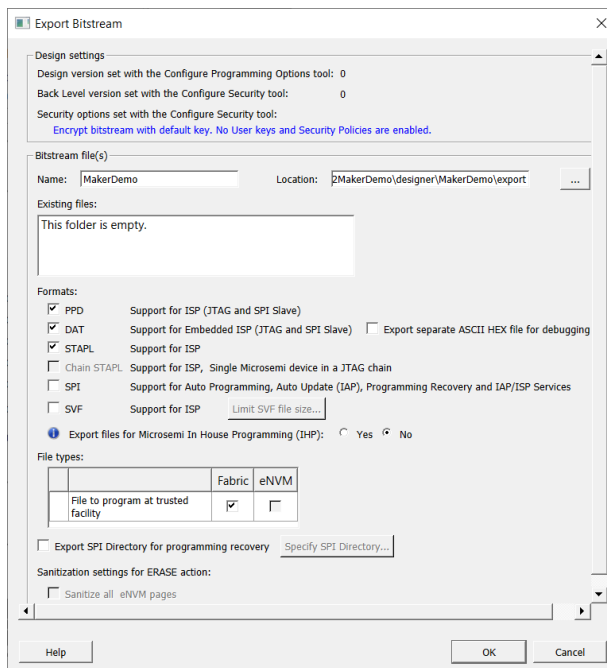 Export Bitstream
Design settings
Design version set with the Configure Programming Options tool: 0
Back Level version set with the Configure Security tool: 0
Security options set with the Configure Security tool:
Encrypt bitstream with default key. No User keys and Security Policies are enabled.
Bitstream file(s)
Name: MakerDemo Location: 2MakerDemo\designer\MakerDemo\export ...
Existing files:
This folder is empty.
Formats:
PPD Support for ISP (JTAG and SPI Slave)
DAT Support for Embedded ISP (JTAG and SPI Slave) Export separate ASCII HEX file for debugging
STAPL Support for ISP
Chain STAPL Support for ISP, Single Microsemi device in a JTAG chain
SPI Support for Auto Programming, Auto Update (IAP), Programming Recovery and IAP/ISP Services
SVF Support for ISP Limit SVF file size...
Export files for Microsemi In House Programming (IHP): Yes No
File types:
Fabric eNVM
File to program at trusted
facility
Export SPI Directory for programming recovery Specify SPI Directory...
Sanitization settings for ERASE action:
Sanitize all eNVM pages
Help OK Cancel